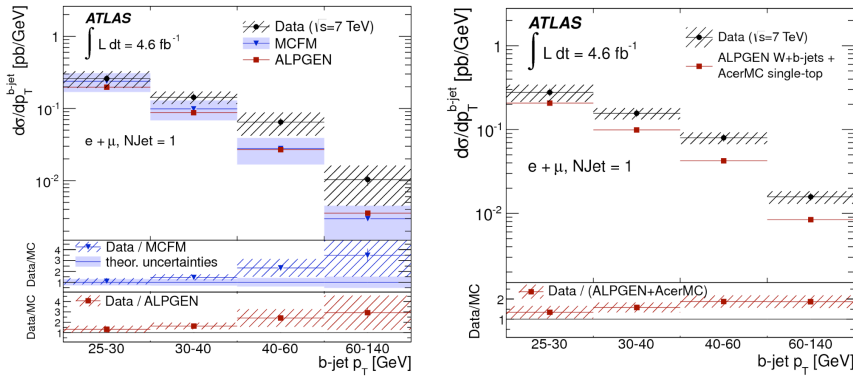 ATLAS
∫ L dt = 4.6 fb⁻¹
Data (√s=7 TeV)
MCFM
ALPGEN
dσ/dp_T^{b-jet} [pb/GeV]
1
10⁻¹
10⁻²
e + μ, NJet = 1
Data/MC
4
3
2
1
Data / MCFM
theor. uncertainties
Data/MC
4
3
2
1
Data / ALPGEN
25-30 30-40 40-60 60-140
b-jet p_T [GeV]
ATLAS
∫ L dt = 4.6 fb⁻¹
Data (√s=7 TeV)
ALPGEN W+b-jets +
AcerMC single-top
dσ/dp_T^{b-jet} [pb/GeV]
1
10⁻¹
10⁻²
e + μ, NJet = 1
Data/MC
2
1
Data / (ALPGEN+AcerMC)
25-30 30-40 40-60 60-140
b-jet p_T [GeV]